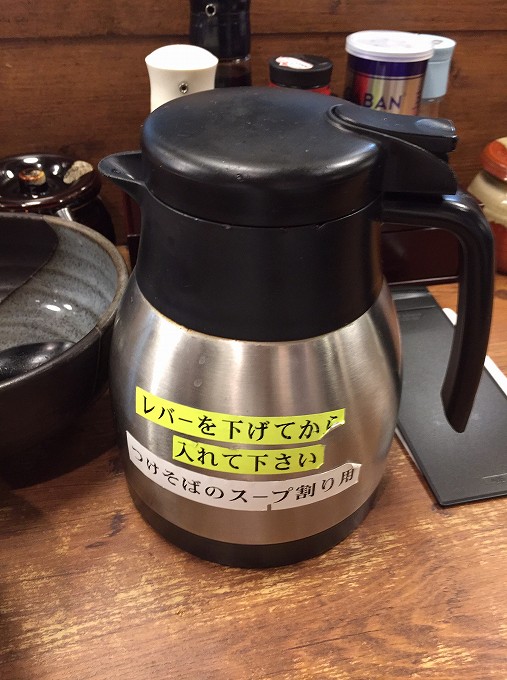 BAN
レバーを下げてから
入れて下さい
つけそばのスープ割り用